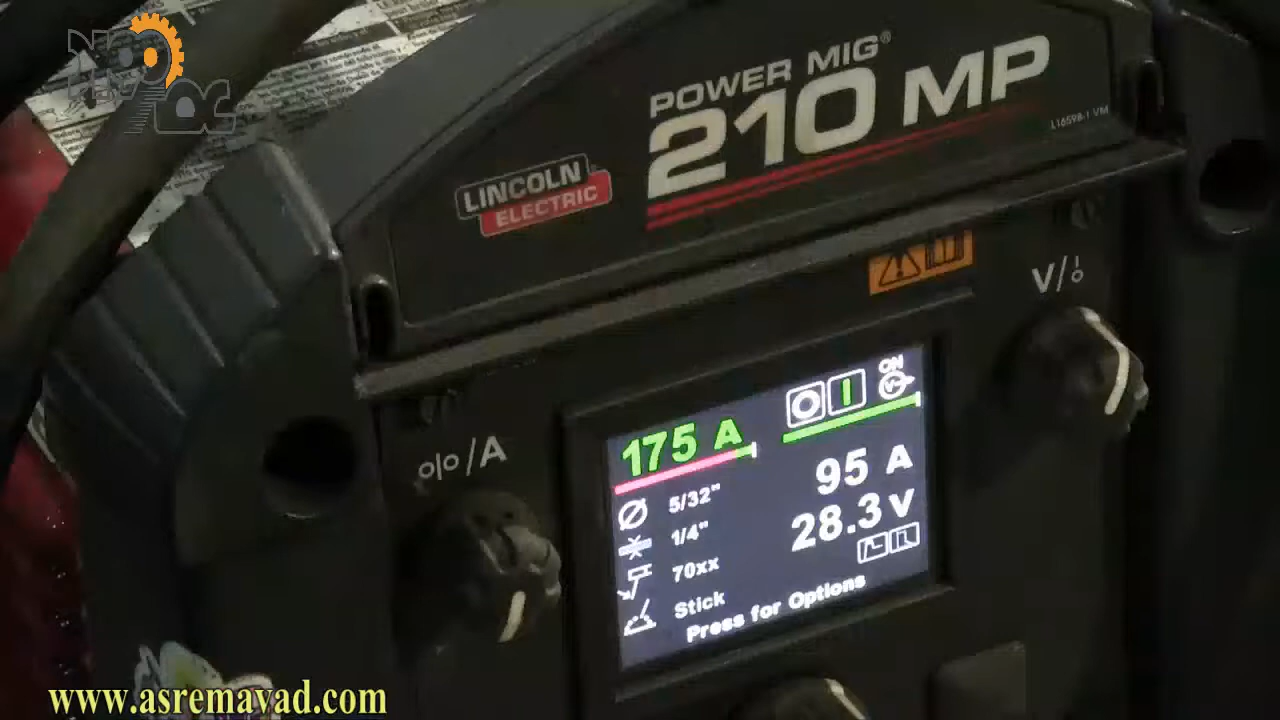 POWER MIG®
210 MP
L16598-1 VM
LINCOLN
ELECTRIC
V/
/A
ON
175 A
5/32"
1/4"
70xx
Stick
95 A
28.3 V
Press for Options
www.asremavad.com